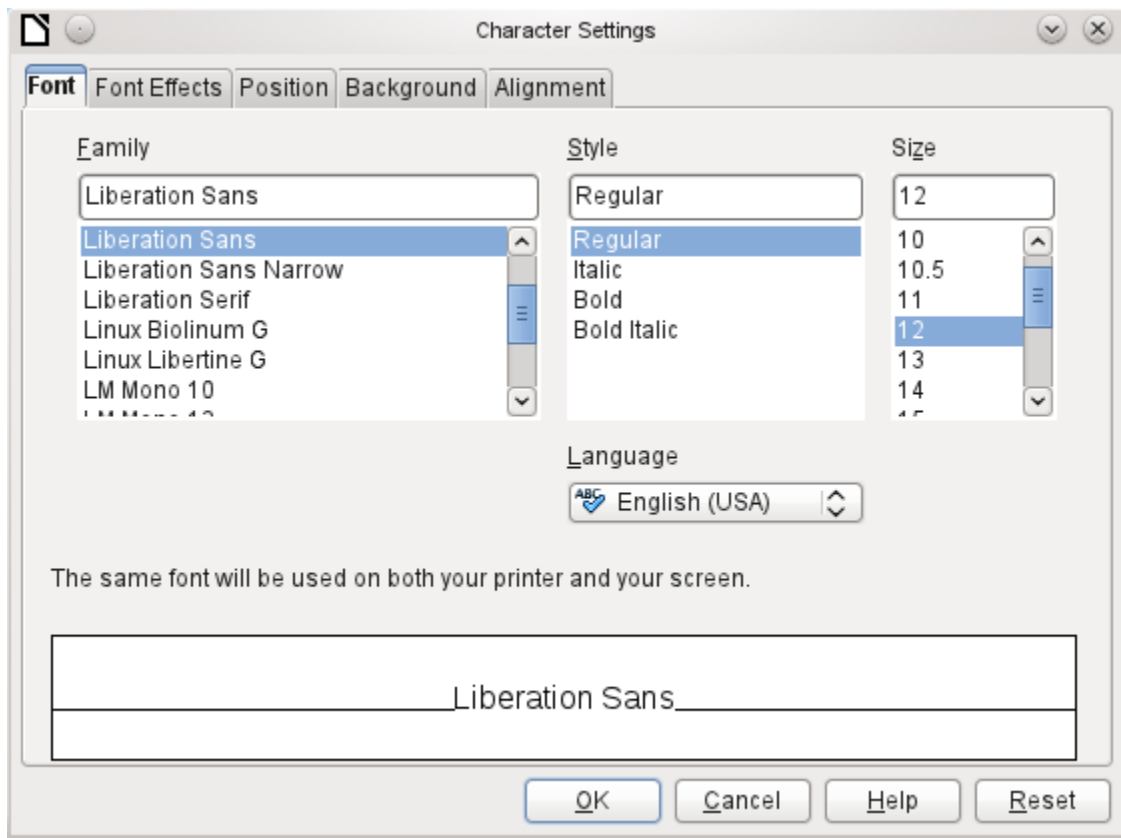 Character Settings
Font Font Effects Position Background Alignment
Family Style Size
Liberation Sans Regular 12
Liberation Sans Regular 10
Liberation Sans Narrow Italic 10.5
Liberation Serif Bold 11
Linux Biolinum G Bold Italic 12
Linux Libertine G 13
LM Mono 10 14
Language
ABC English (USA)
The same font will be used on both your printer and your screen.
Liberation Sans
OK Cancel Help Reset